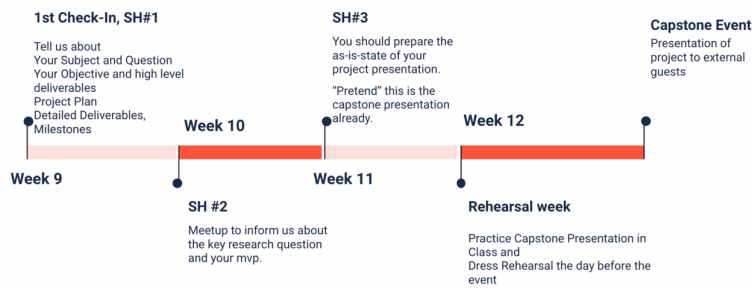 1st Check-In, SH#1
Tell us about
Your Subject and Question
Your Objective and high level
deliverables
Project Plan
Detailed Deliverables,
Milestones
Week 9
Week 10
SH #2
Meetup to inform us about
the key research question
and your mvp.
SH#3
You should prepare the
as-is-state of your
project presentation.
“Pretend” this is the
capstone presentation
already.
Week 11
Week 12
Rehearsal week
Practice Capstone Presentation in
Class and
Dress Rehearsal the day before the
event
Capstone Event
Presentation of
project to external
guests